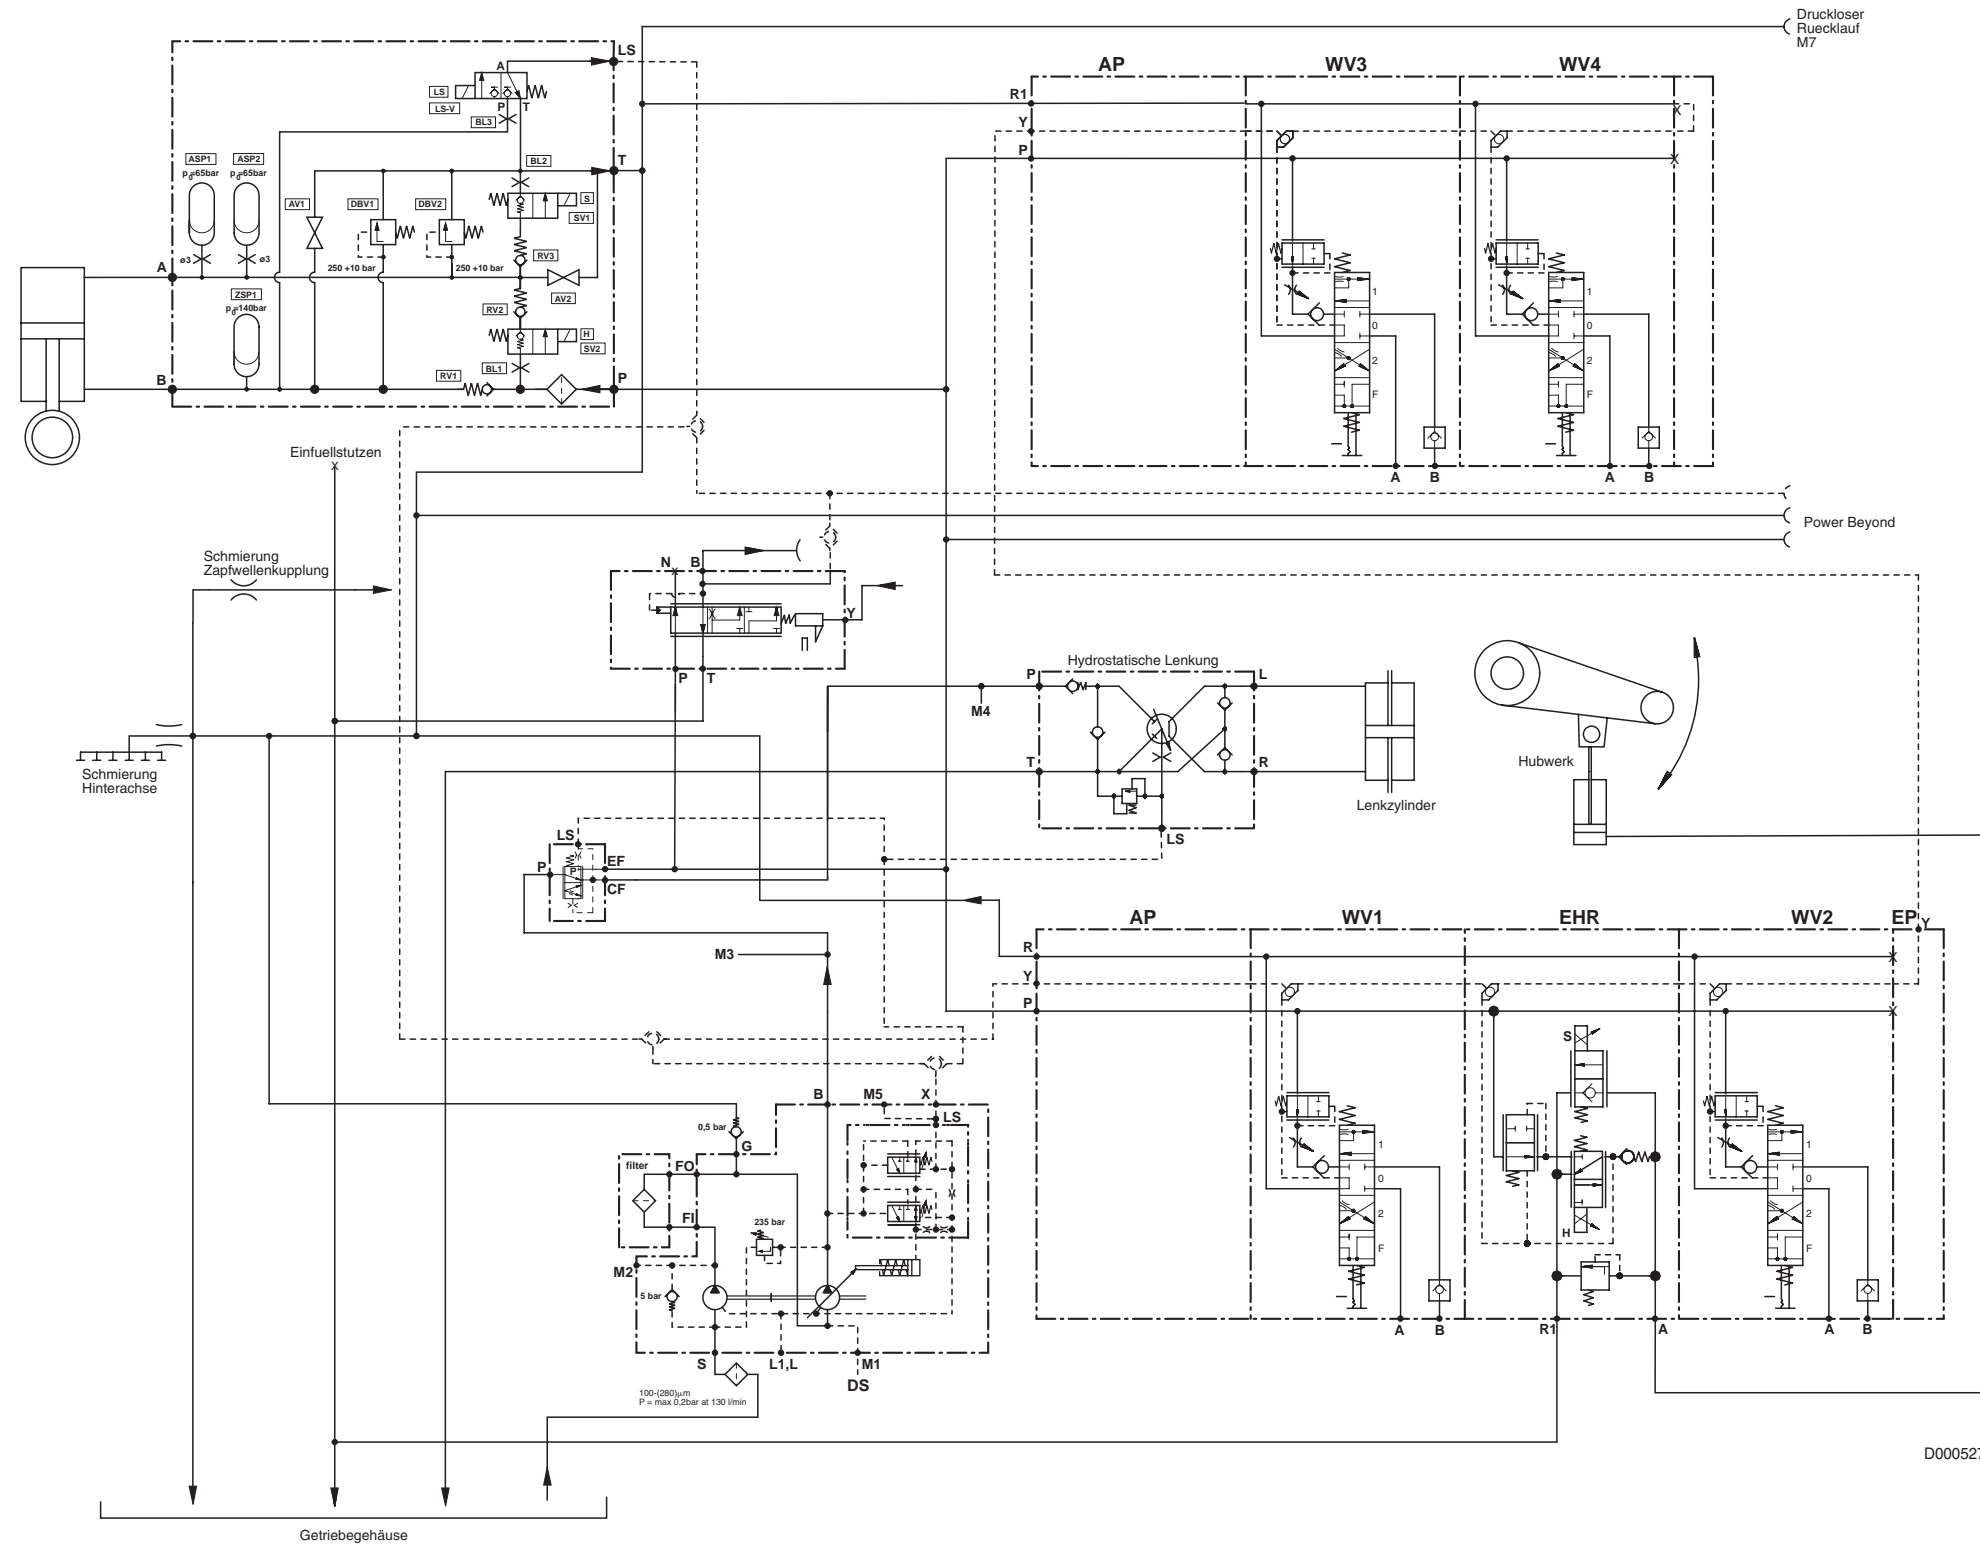 Druckloser
Ruecklauf
M7
LS
A
LS
LS-V
P T
BL3
AP WV3 WV4
R1
Y
P
X
X
ASP1 ASP2
p0=65bar p0=65bar
BL2
T
AV1 DBV1 DBV2
S
SV1
ø3 ø3
RV3
A
250 +10 bar 250 +10 bar
AV2
ZSP1
p0=140bar
RV2
H
SV2
BL1
B
RV1
P
1
0
2
F
1
0
2
F
A B A B
Einfuellstutzen
X
Power Beyond
Schmierung
Zapfwellenkupplung
N B
Y
P T
Hydrostatische Lenkung
P L
M4
T R
LS
Lenkzylinder
Hubwerk
Schmierung
Hinterachse
LS
P P EF
CF
M3
AP WV1 EHR WV2 EP Y
R
Y
P
X
X
S
H
1
0
2
F
1
0
2
F
A B R1 A A B
B M5 X
LS
0,5 bar
G
filter FO
FI
235 bar
M2
5 bar
S L1,L M1
DS
100-(280)µm
P = max 0,2bar at 130 l/min
D000527
Getriebegehäuse